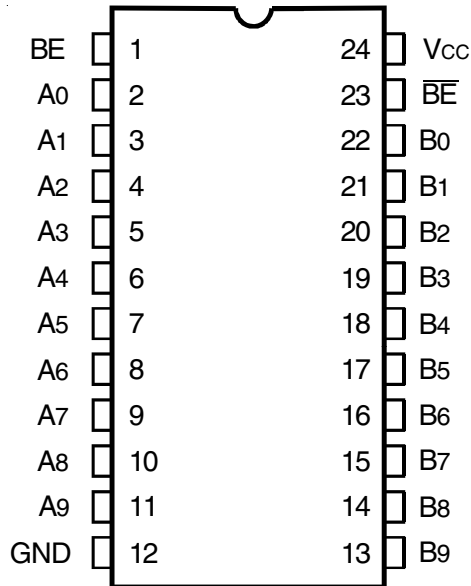 BE 1 24 VCC
A0 2 23 B̅E̅
A1 3 22 B0
A2 4 21 B1
A3 5 20 B2
A4 6 19 B3
A5 7 18 B4
A6 8 17 B5
A7 9 16 B6
A8 10 15 B7
A9 11 14 B8
GND 12 13 B9